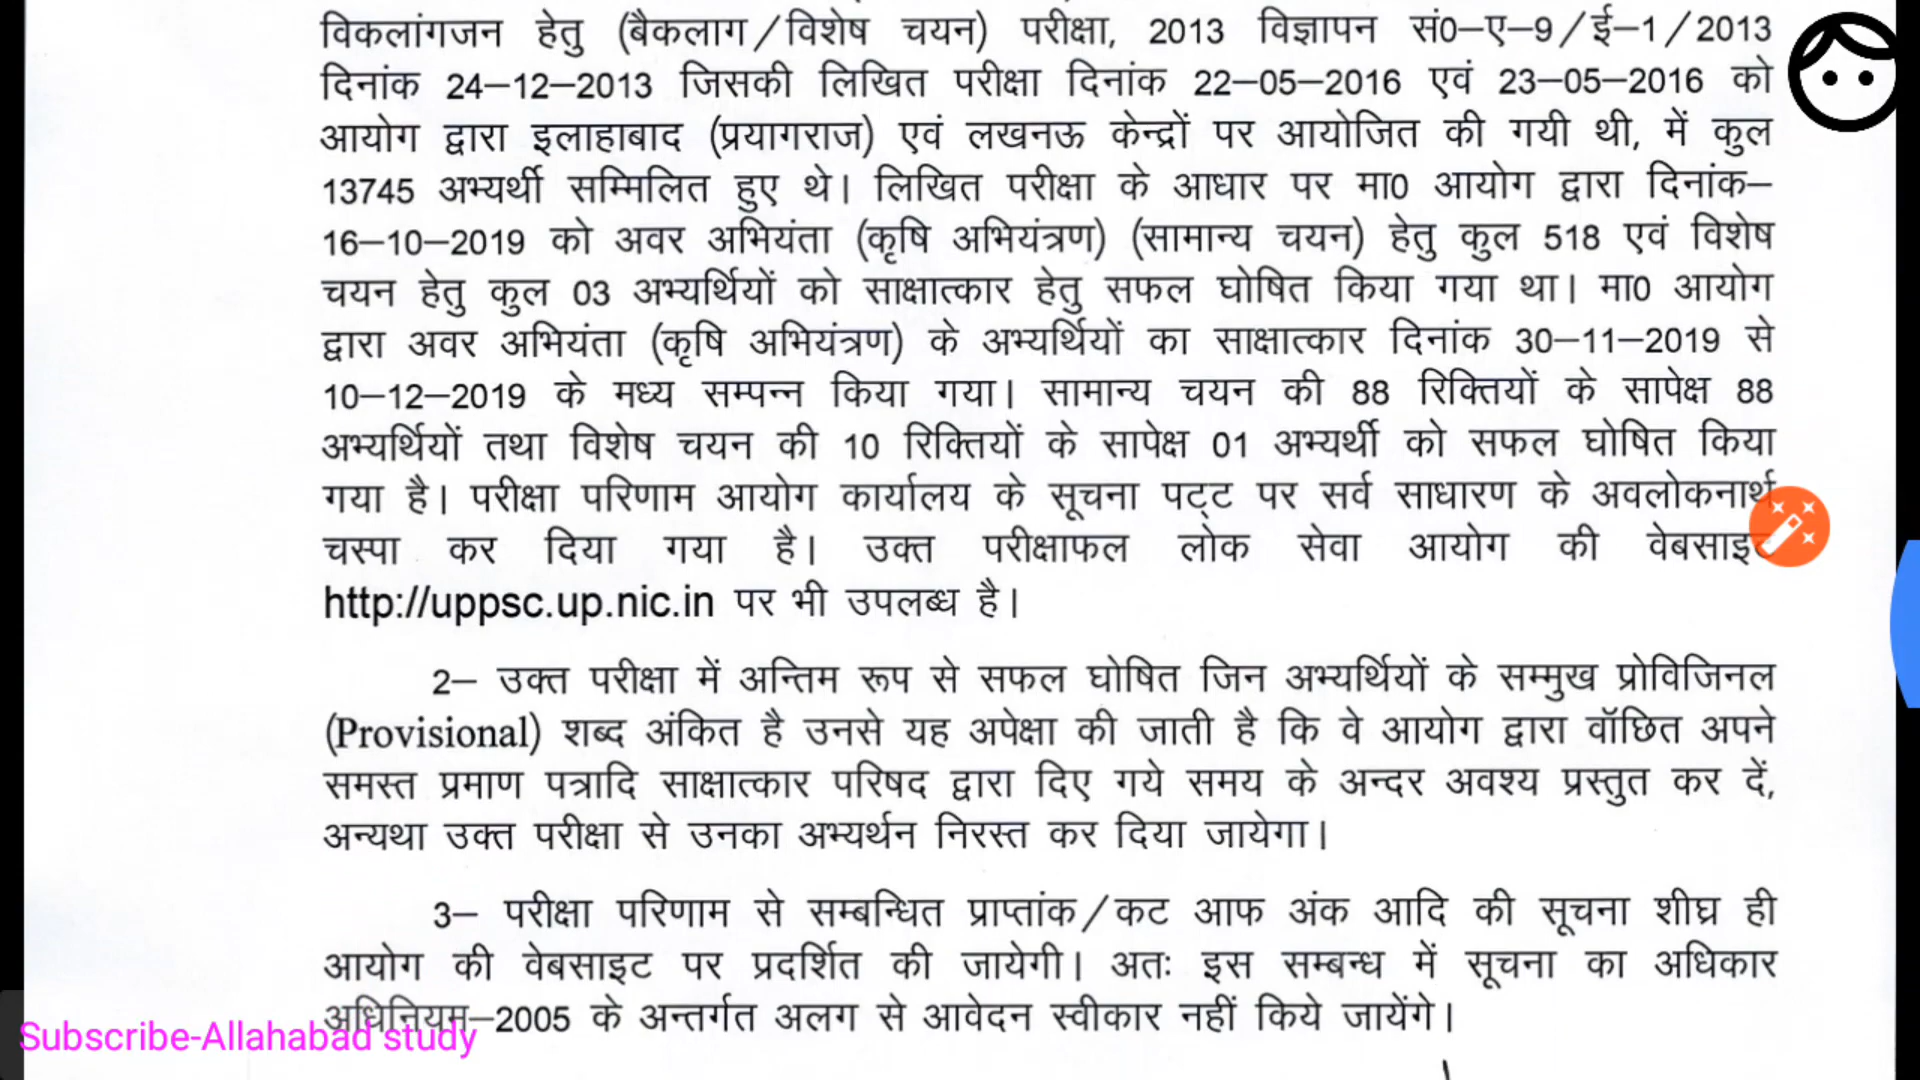 विकलांगजन हेतु (बैकलाग/विशेष चयन) परीक्षा, 2013 विज्ञापन सं0–ए–9/ई–1/2013
दिनांक 24–12–2013 जिसकी लिखित परीक्षा दिनांक 22–05–2016 एवं 23–05–2016 को
आयोग द्वारा इलाहाबाद (प्रयागराज) एवं लखनऊ केन्द्रों पर आयोजित की गयी थी, में कुल
13745 अभ्यर्थी सम्मिलित हुए थे। लिखित परीक्षा के आधार पर मा0 आयोग द्वारा दिनांक–
16–10–2019 को अवर अभियंता (कृषि अभियंत्रण) (सामान्य चयन) हेतु कुल 518 एवं विशेष
चयन हेतु कुल 03 अभ्यर्थियों को साक्षात्कार हेतु सफल घोषित किया गया था। मा0 आयोग
द्वारा अवर अभियंता (कृषि अभियंत्रण) के अभ्यर्थियों का साक्षात्कार दिनांक 30–11–2019 से
10–12–2019 के मध्य सम्पन्न किया गया। सामान्य चयन की 88 रिक्तियों के सापेक्ष 88
अभ्यर्थियों तथा विशेष चयन की 10 रिक्तियों के सापेक्ष 01 अभ्यर्थी को सफल घोषित किया
गया है। परीक्षा परिणाम आयोग कार्यालय के सूचना पट्ट पर सर्व साधारण के अवलोकनार्थ
चस्पा कर दिया गया है। उक्त परीक्षाफल लोक सेवा आयोग की वेबसाइट
http://uppsc.up.nic.in पर भी उपलब्ध है।
2– उक्त परीक्षा में अन्तिम रूप से सफल घोषित जिन अभ्यर्थियों के सम्मुख प्रोविजिनल
(Provisional) शब्द अंकित है उनसे यह अपेक्षा की जाती है कि वे आयोग द्वारा वॉछित अपने
समस्त प्रमाण पत्रादि साक्षात्कार परिषद द्वारा दिए गये समय के अन्दर अवश्य प्रस्तुत कर दें,
अन्यथा उक्त परीक्षा से उनका अभ्यर्थन निरस्त कर दिया जायेगा।
3– परीक्षा परिणाम से सम्बन्धित प्राप्तांक/कट आफ अंक आदि की सूचना शीघ्र ही
आयोग की वेबसाइट पर प्रदर्शित की जायेगी। अतः इस सम्बन्ध में सूचना का अधिकार
अधिनियम–2005 के अन्तर्गत अलग से आवेदन स्वीकार नहीं किये जायेंगे।
Subscribe-Allahabad study